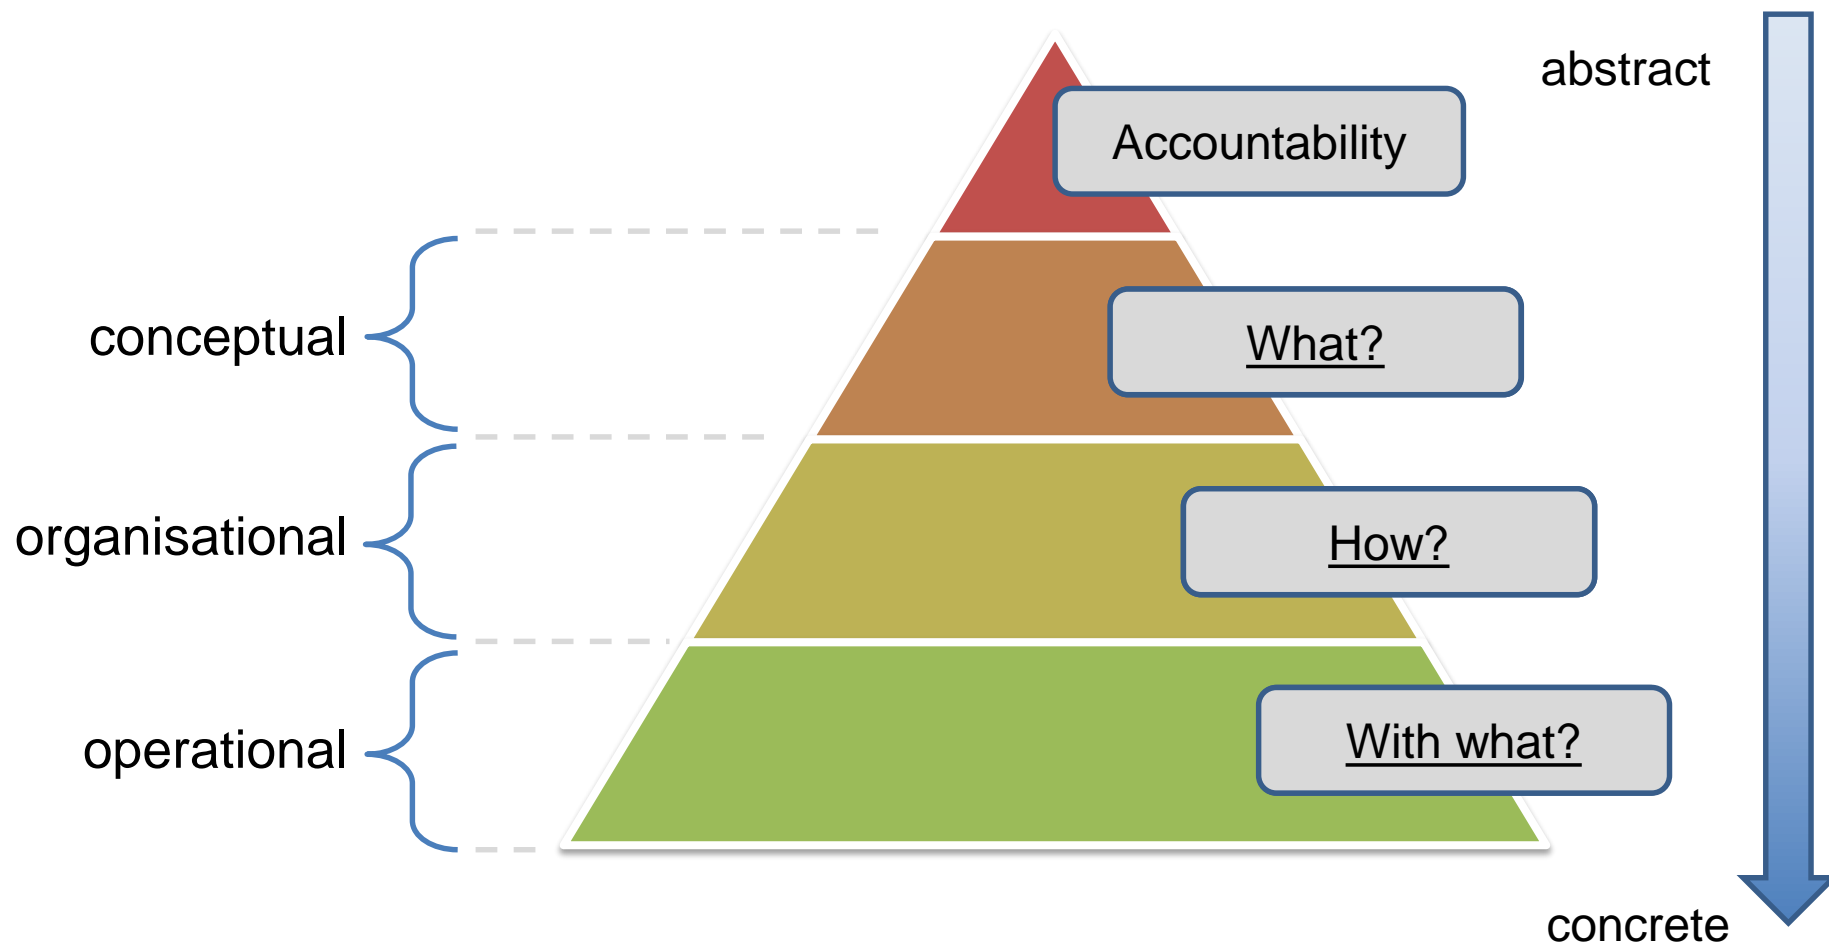 abstract
Accountability
conceptual
What?
organisational
How?
operational
With what?
concrete